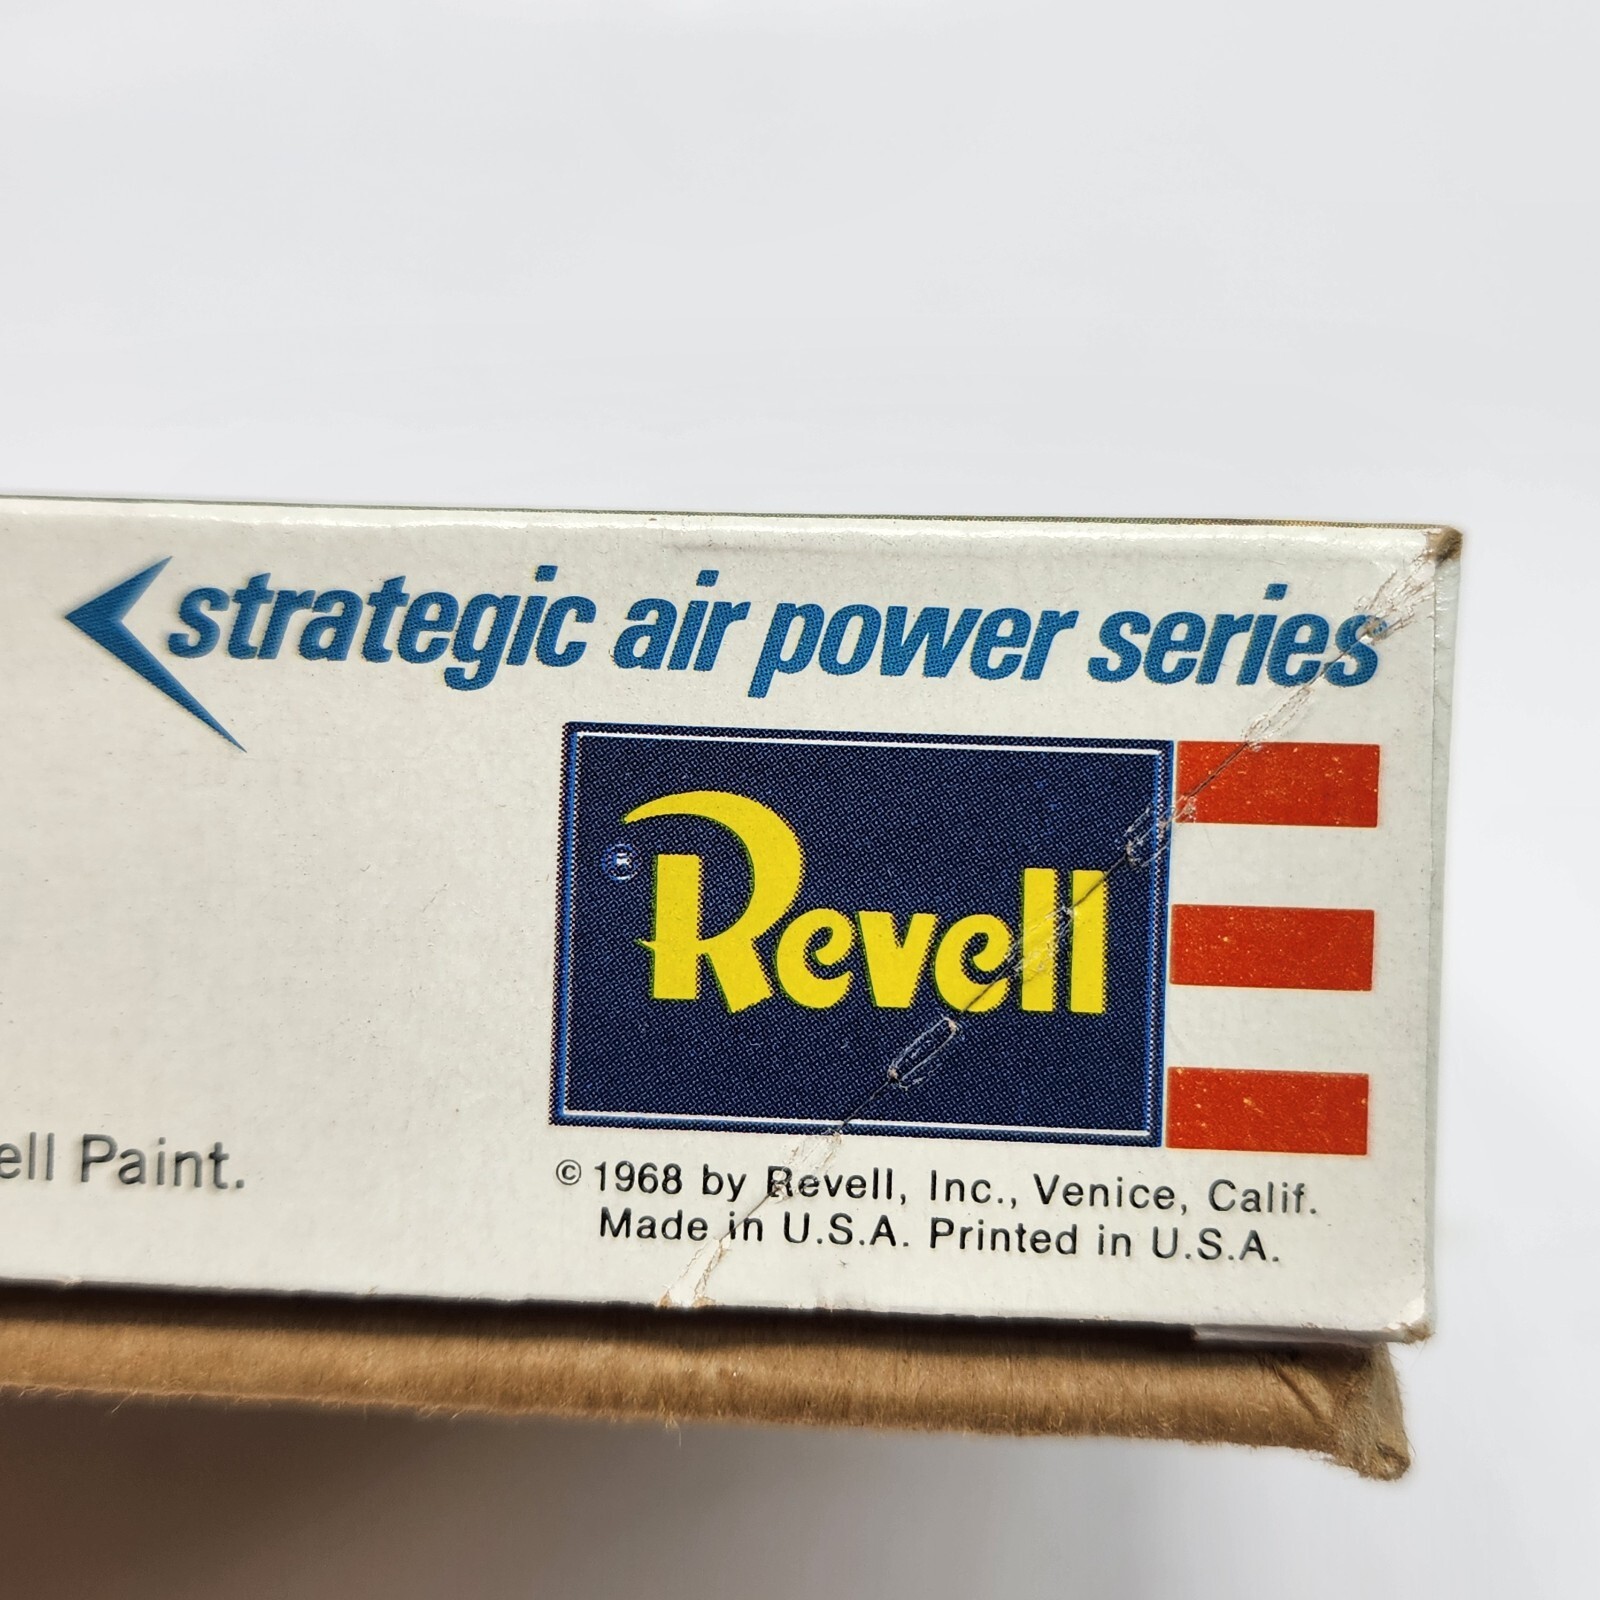 strategic air power series
® Revell
ell Paint.
© 1968 by Revell, Inc., Venice, Calif.
Made in U.S.A. Printed in U.S.A.